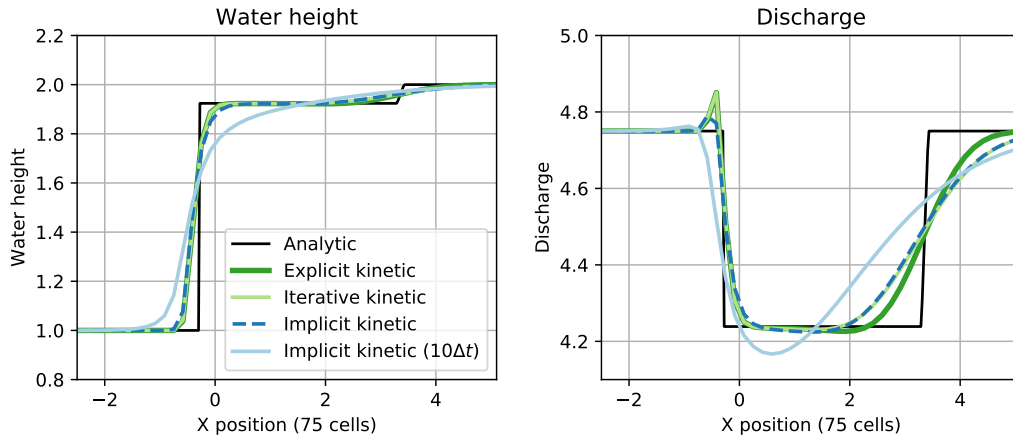 Water height
2.2
2.0
1.8
1.6
1.4
1.2
1.0
0.8
Water height
−2
0
2
4
X position (75 cells)
Analytic
Explicit kinetic
Iterative kinetic
Implicit kinetic
Implicit kinetic (10Δt)
Discharge
5.0
4.8
4.6
4.4
4.2
Discharge
−2
0
2
4
X position (75 cells)